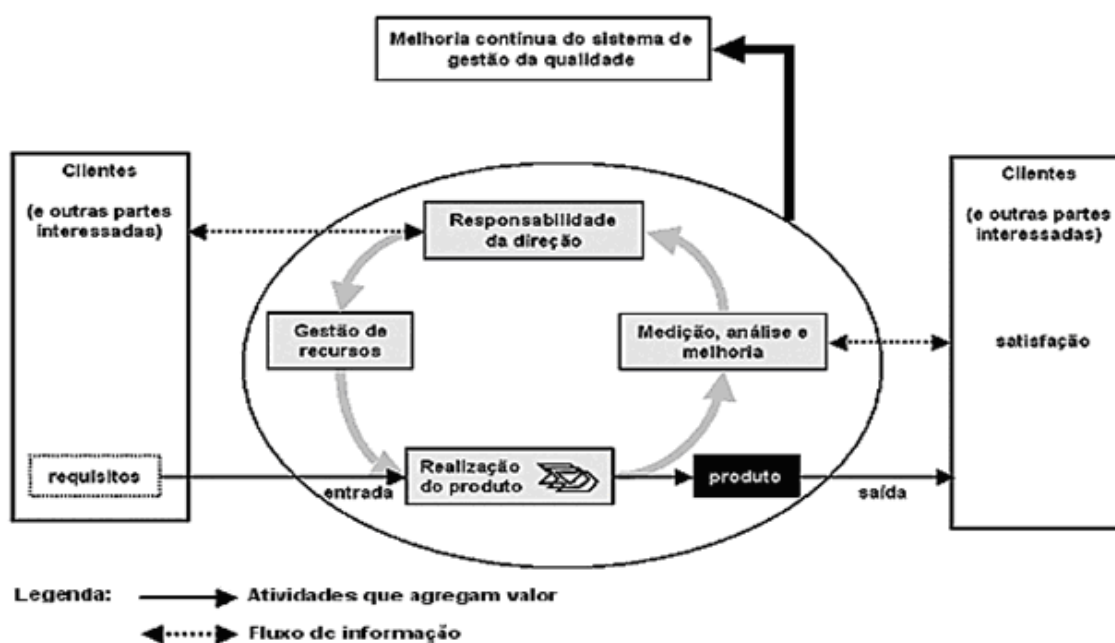 Melhoria contínua do sistema de
gestão da qualidade
Clientes
(e outras partes
interessadas)
Responsabilidade
da direção
Clientes
(e outras partes
interessadas)
Gestão de
recursos
Medição, análise e
melhoria
satisfação
requisitos
entrada
Realização
do produto
produto
saída
Legenda:
Atividades que agregam valor
Fluxo de informação